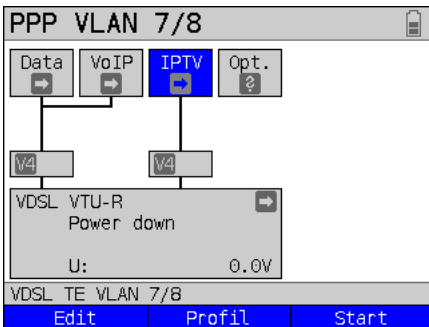 PPP VLAN 7/8
Data VoIP IPTV Opt.
?
V4 V4
VDSL VTU-R
Power down
U: 0.0V
VDSL TE VLAN 7/8
Edit Profil Start